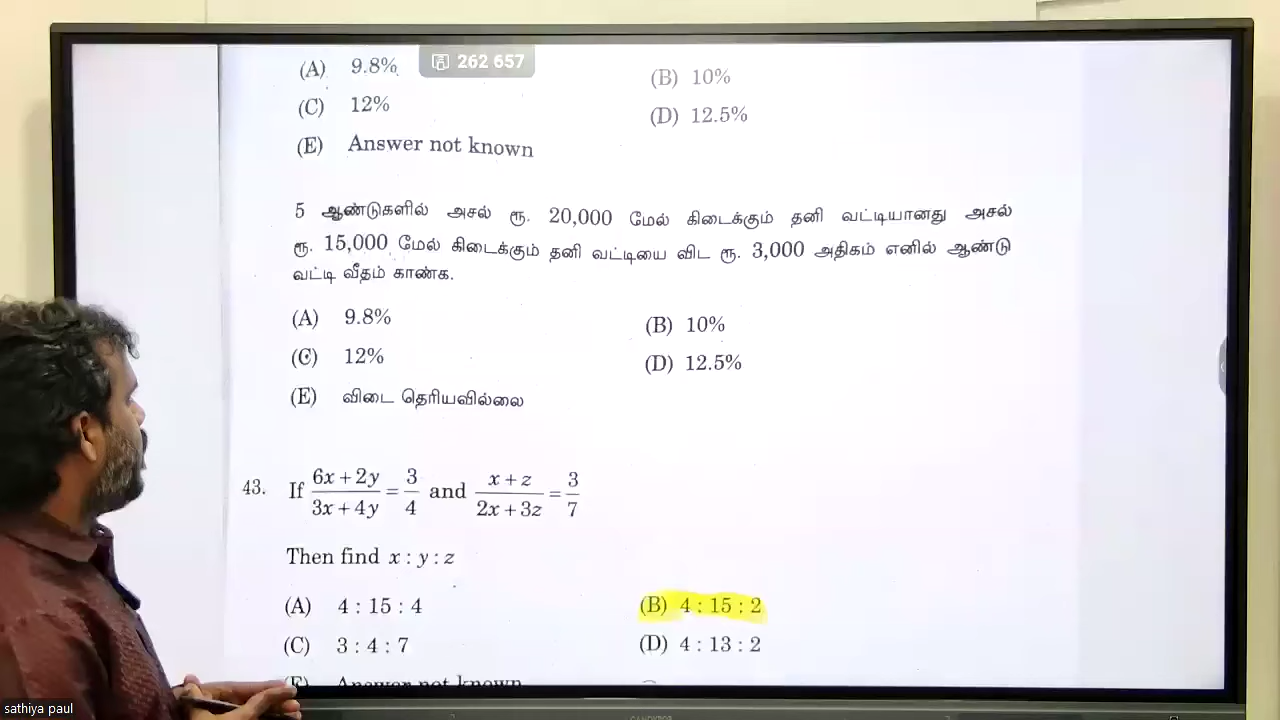 262 657
(A) 9.8% (B) 10%
(C) 12% (D) 12.5%
(E) Answer not known
5 ஆண்டுகளில் அசல் ரூ. 20,000 மேல் கிடைக்கும் தனி வட்டியானது அசல்
ரூ. 15,000 மேல் கிடைக்கும் தனி வட்டியை விட ரூ. 3,000 அதிகம் எனில் ஆண்டு
வட்டி வீதம் காண்க.
(A) 9.8% (B) 10%
(C) 12% (D) 12.5%
(E) விடை தெரியவில்லை
43. If (6x + 2y)/(3x + 4y) = 3/4 and (x + z)/(2x + 3z) = 3/7
Then find x : y : z
(A) 4 : 15 : 4 (B) 4 : 15 : 2
(C) 3 : 4 : 7 (D) 4 : 13 : 2
(E) Answer not known
sathiya paul